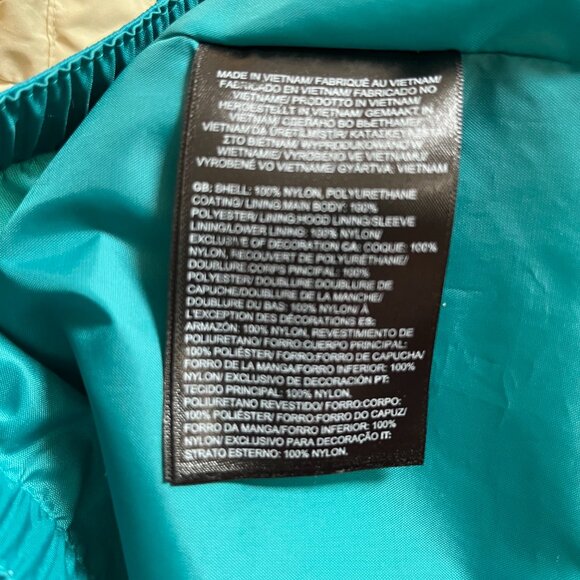 MADE IN VIETNAM/ FABRIQUÉ AU VIETNAM/
FABRICADO EN VIETNAM/ FABRICADO NO
VIETNAME/ PRODOTTO IN VIETNAM/
HERGESTELLT IN VIETNAM/ GEMAAKT IN
VIETNAM/ СДЕЛАНО ВО ВЬЕТНАМЕ/
VIETNAM'DA ÜRETİLMİŞTİR/ ΚΑΤΑΣΚΕΥΑΣΤΗΚΕ
ΣΤΟ ΒΙΕΤΝΑΜ/ WYPRODUKOWANO W
WIETNAMIE/ VYROBENO VE VIETNAMU/
VYROBENÉ VO VIETNAME/ GYÁRTVA, VIETNAM
GB: SHELL: 100% NYLON, POLYURETHANE
COATING/ LINING:MAIN BODY: 100%
POLYESTER/ LINING:HOOD LINING/SLEEVE
LINING/LOWER LINING: 100% NYLON/
EXCLUSIVE OF DECORATION CA: COQUE: 100%
NYLON, RECOUVERT DE POLYURÉTHANE/
DOUBLURE CORPS PRINCIPAL: 100%
POLYESTER/ DOUBLURE DOUBLURE DE
CAPUCHE/ DOUBLURE DE LA MANCHE/
DOUBLURE DU BAS: 100% NYLON/ À
L'EXCEPTION DES DÉCORATIONS ES:
ARMAZÓN: 100% NYLON, REVESTIMIENTO DE
POLIURETANO/ FORRO:CUERPO PRINCIPAL:
100% POLIÉSTER/ FORRO:FORRO DE CAPUCHA/
FORRO DE LA MANGA/FORRO INFERIOR: 100%
NYLON/ EXCLUSIVO DE DECORACIÓN PT:
TECIDO PRINCIPAL: 100% NYLON,
POLIURETANO REVESTIDO/ FORRO:CORPO:
100% POLIÉSTER/ FORRO:FORRO DO CAPUZ/
FORRO DA MANGA/FORRO INFERIOR: 100%
NYLON/ EXCLUSIVO PARA DECORAÇÃO IT:
STRATO ESTERNO: 100% NYLON,